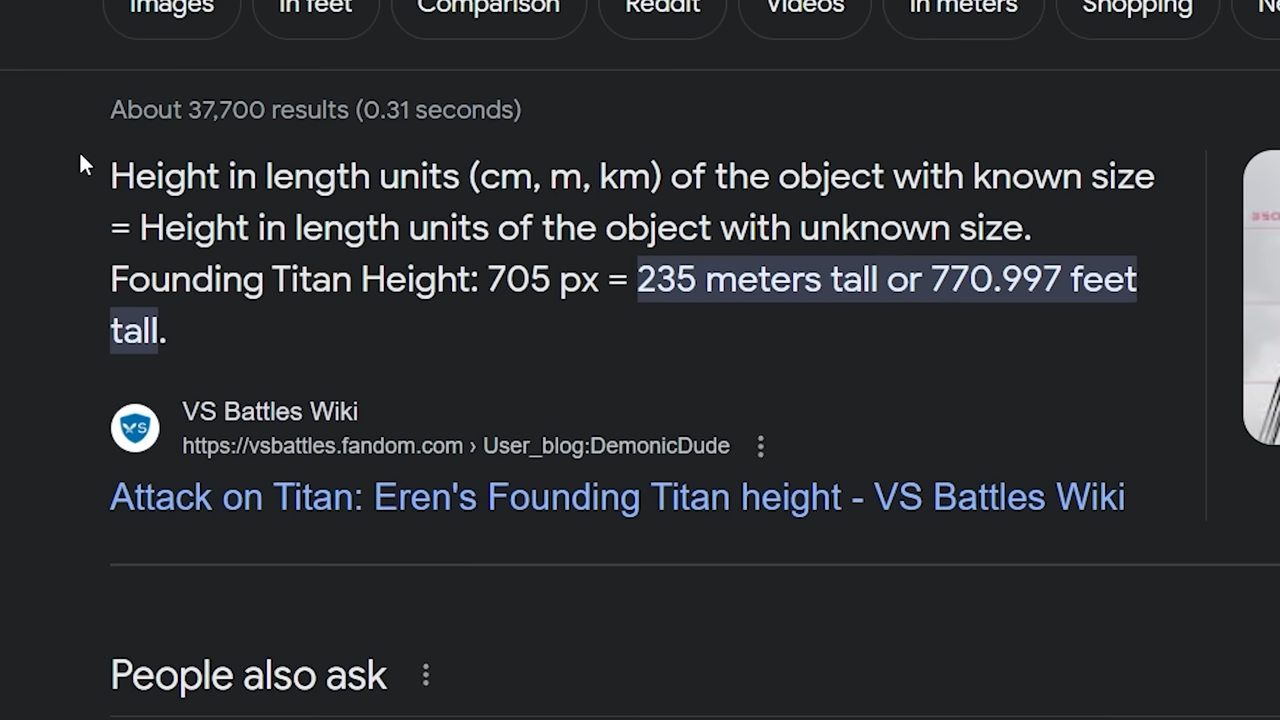 Images In feet Comparison Reddit Videos In meters Shopping
About 37,700 results (0.31 seconds)
Height in length units (cm, m, km) of the object with known size
= Height in length units of the object with unknown size.
Founding Titan Height: 705 px = 235 meters tall or 770.997 feet
tall.
VS Battles Wiki
https://vsbattles.fandom.com › User_blog:DemonicDude
Attack on Titan: Eren's Founding Titan height - VS Battles Wiki
People also ask